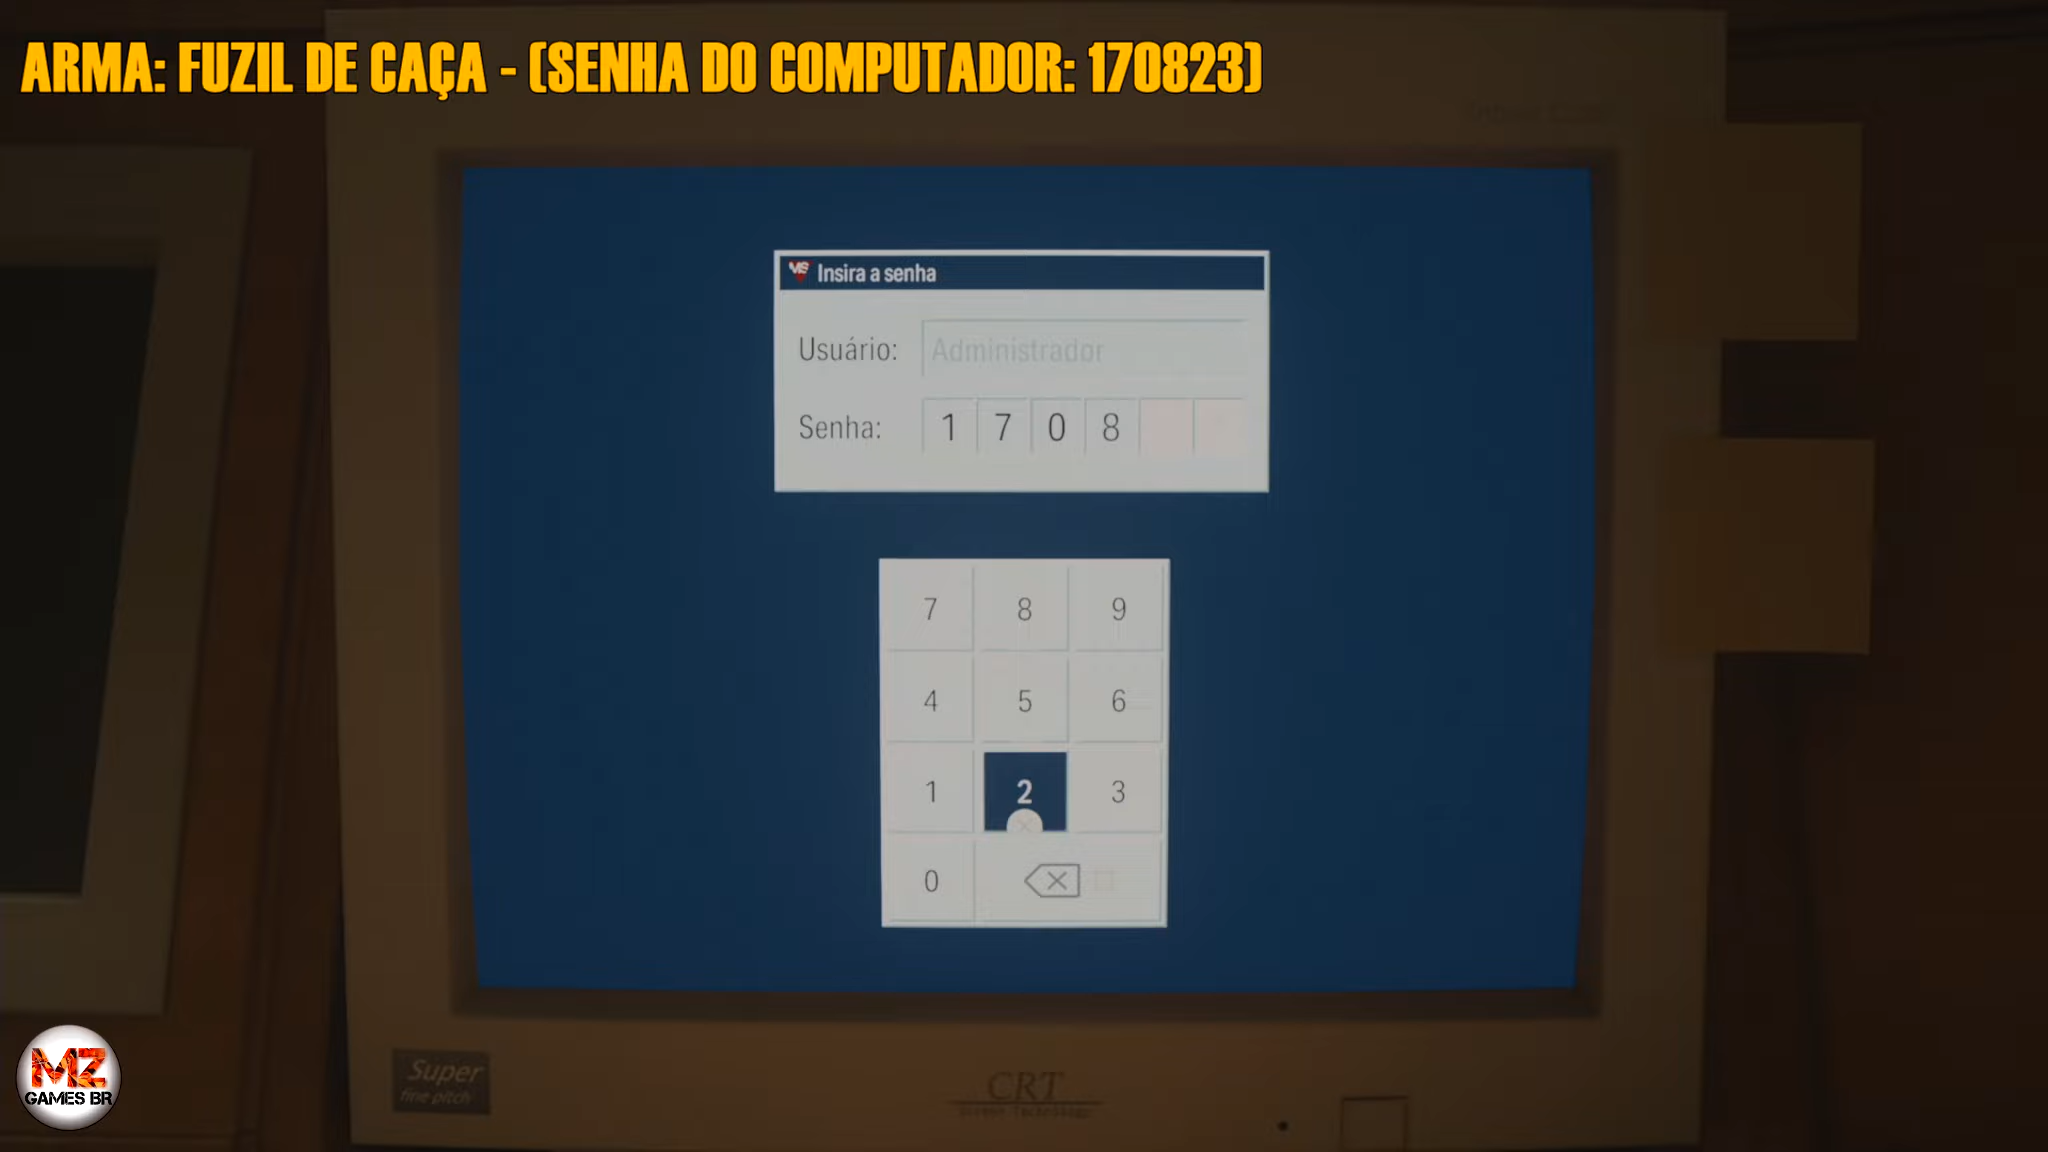 ARMA: FUZIL DE CAÇA - (SENHA DO COMPUTADOR: 170823)
Insira a senha
Usuário: Administrador
Senha: 1 7 0 8
7 8 9
4 5 6
1 2 3
0
Super
fine pitch
CRT
MZ
GAMES BR